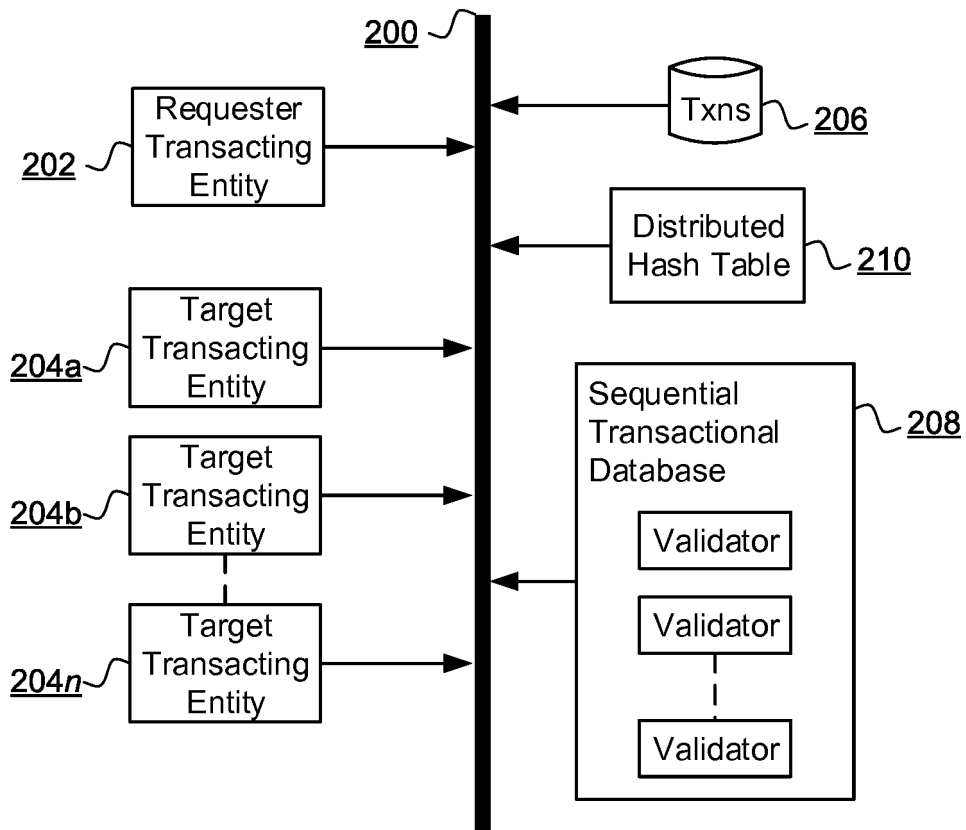 200
Requester
Transacting
Entity
202
Txns
206
Distributed
Hash Table
210
Target
Transacting
Entity
204a
Sequential
Transactional
Database
208
Target
Transacting
Entity
204b
Validator
Validator
Target
Transacting
Entity
204n
Validator